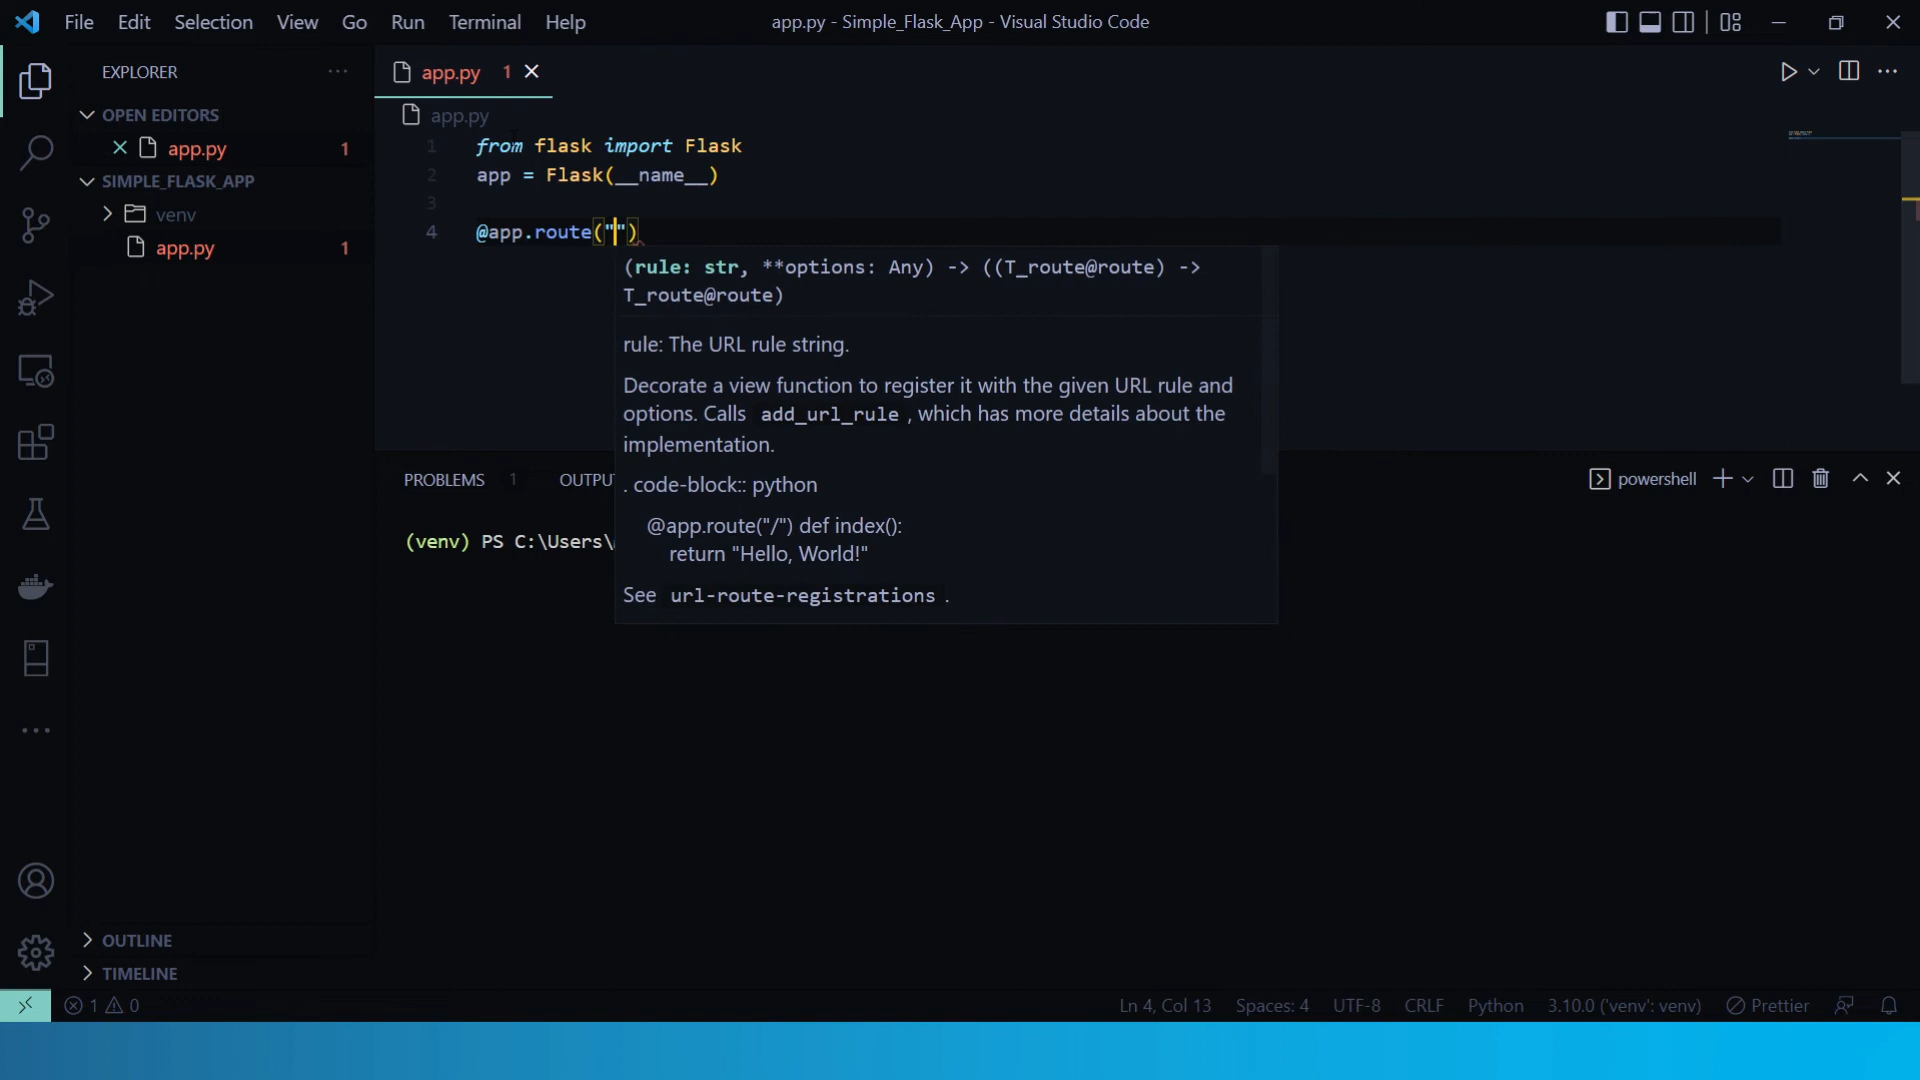 File Edit Selection View Go Run Terminal Help
app.py - Simple_Flask_App - Visual Studio Code
EXPLORER
OPEN EDITORS
app.py 1
SIMPLE_FLASK_APP
venv
app.py 1
OUTLINE
TIMELINE
app.py 1
app.py
1 from flask import Flask
2 app = Flask(__name__)
3
4 @app.route("")
(rule: str, **options: Any) -> ((T_route@route) ->
T_route@route)
rule: The URL rule string.
Decorate a view function to register it with the given URL rule and
options. Calls add_url_rule , which has more details about the
implementation.
. code-block:: python
@app.route("/") def index():
return "Hello, World!"
See url-route-registrations .
PROBLEMS 1 OUTPU
powershell
(venv) PS C:\Users\
1 0
Ln 4, Col 13 Spaces: 4 UTF-8 CRLF Python 3.10.0 ('venv': venv) Prettier